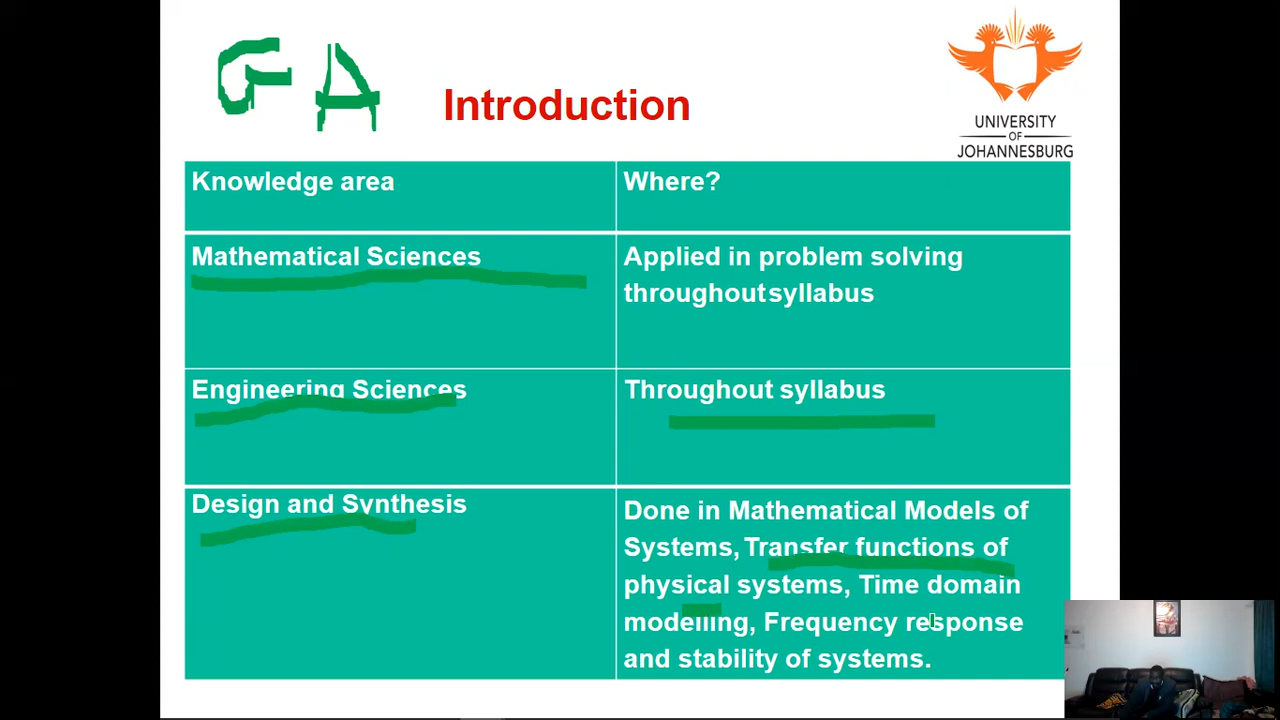 GA
Introduction
UNIVERSITY
OF
JOHANNESBURG
Knowledge area
Where?
Mathematical Sciences
Applied in problem solving
throughout syllabus
Engineering Sciences
Throughout syllabus
Design and Synthesis
Done in Mathematical Models of
Systems, Transfer functions of
physical systems, Time domain
modelling, Frequency response
and stability of systems.